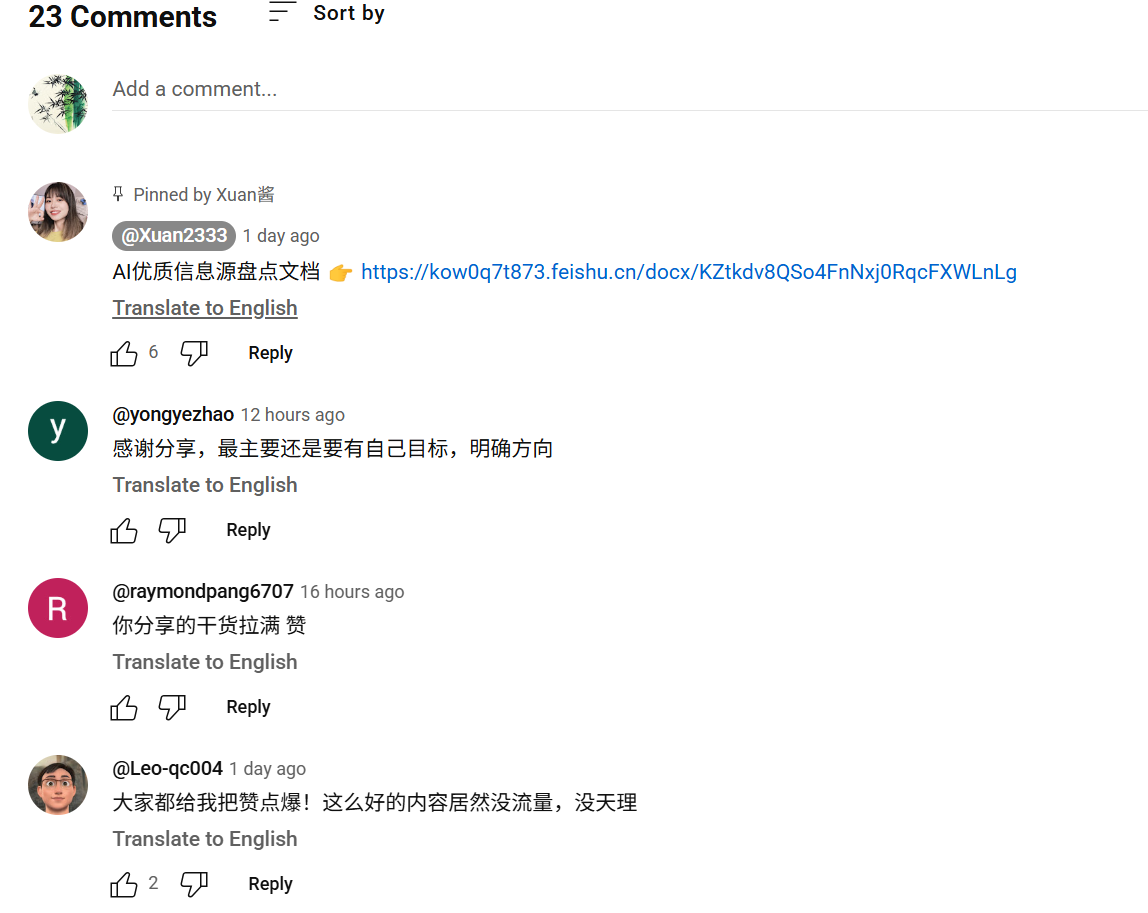 23 Comments Sort by
Add a comment...
Pinned by Xuan酱
@Xuan2333 1 day ago
AI优质信息源盘点文档 👉 https://kow0q7t873.feishu.cn/docx/KZtkdv8QSo4FnNxj0RqcFXWLnLg
Translate to English
6 Reply
y
@yongyezhao 12 hours ago
感谢分享，最主要还是要有自己目标，明确方向
Translate to English
Reply
R
@raymondpang6707 16 hours ago
你分享的干货拉满 赞
Translate to English
Reply
@Leo-qc004 1 day ago
大家都给我把赞点爆！这么好的内容居然没流量，没天理
Translate to English
2 Reply